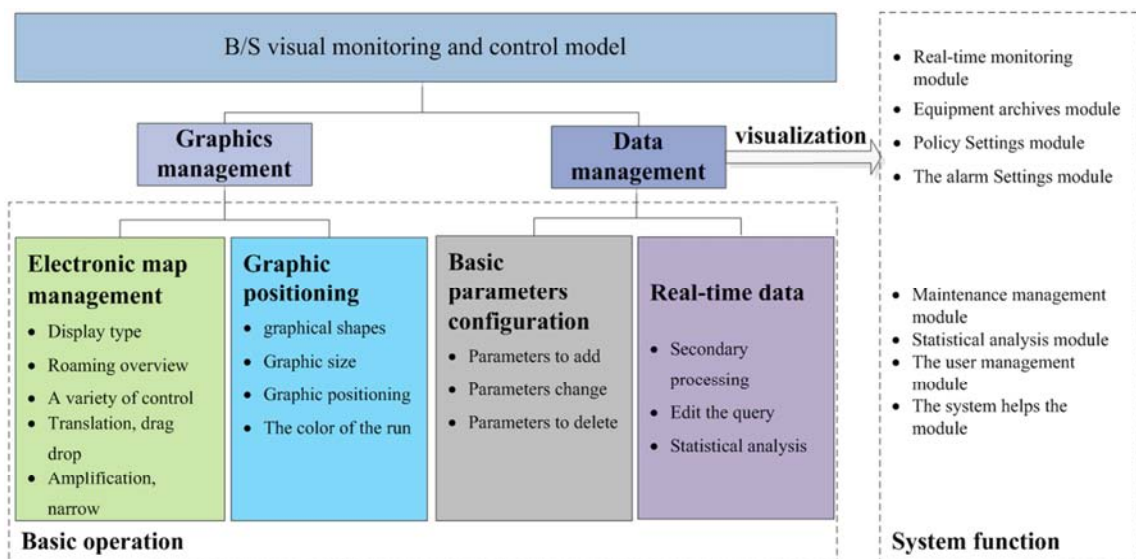 B/S visual monitoring and control model
Graphics
management
Data
management
visualization
Electronic map
management
• Display type
• Roaming overview
• A variety of control
• Translation, drag
drop
• Amplification,
narrow
Graphic
positioning
• graphical shapes
• Graphic size
• Graphic positioning
• The color of the run
Basic
parameters
configuration
• Parameters to add
• Parameters change
• Parameters to delete
Real-time data
• Secondary
processing
• Edit the query
• Statistical analysis
Basic operation
• Real-time monitoring
module
• Equipment archives module
• Policy Settings module
• The alarm Settings module
• Maintenance management
module
• Statistical analysis module
• The user management
module
• The system helps the
module
System function